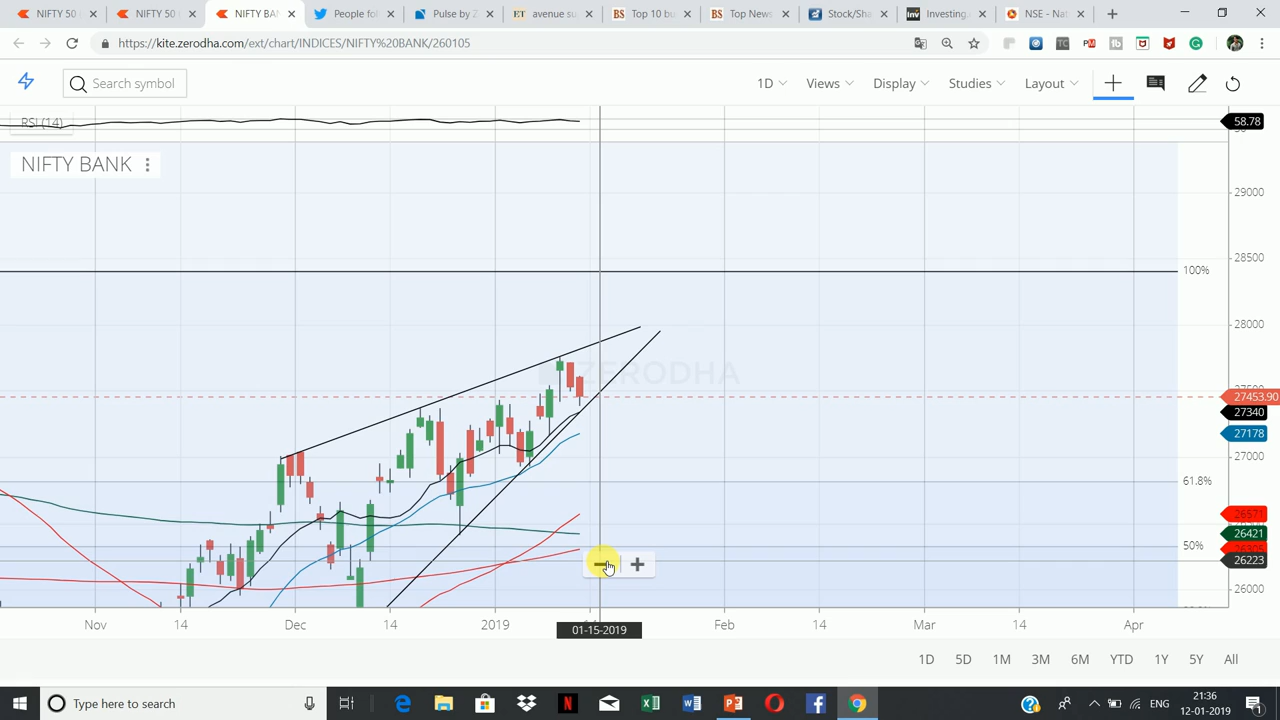 NIFTY 50
NIFTY 50
NIFTY BAN
People fo
Pulse by Z
avenue su
Top 10 bu
Top New
Stock/Sha
Investing.
NSE - Nat
https://kite.zerodha.com/ext/chart/INDICES/NIFTY%20BANK/260105
Search symbol
1D
Views
Display
Studies
Layout
RSI (14)
58.78
NIFTY BANK
29000
28500
100%
28000
ZERODHA
27500
27453.90
27340
27178
27000
61.8%
26571
26421
50%
26223
26000
Nov
14
Dec
14
2019
01-15-2019
Feb
14
Mar
14
Apr
1D
5D
1M
3M
6M
YTD
1Y
5Y
All
Type here to search
ENG
21:36
12-01-2019